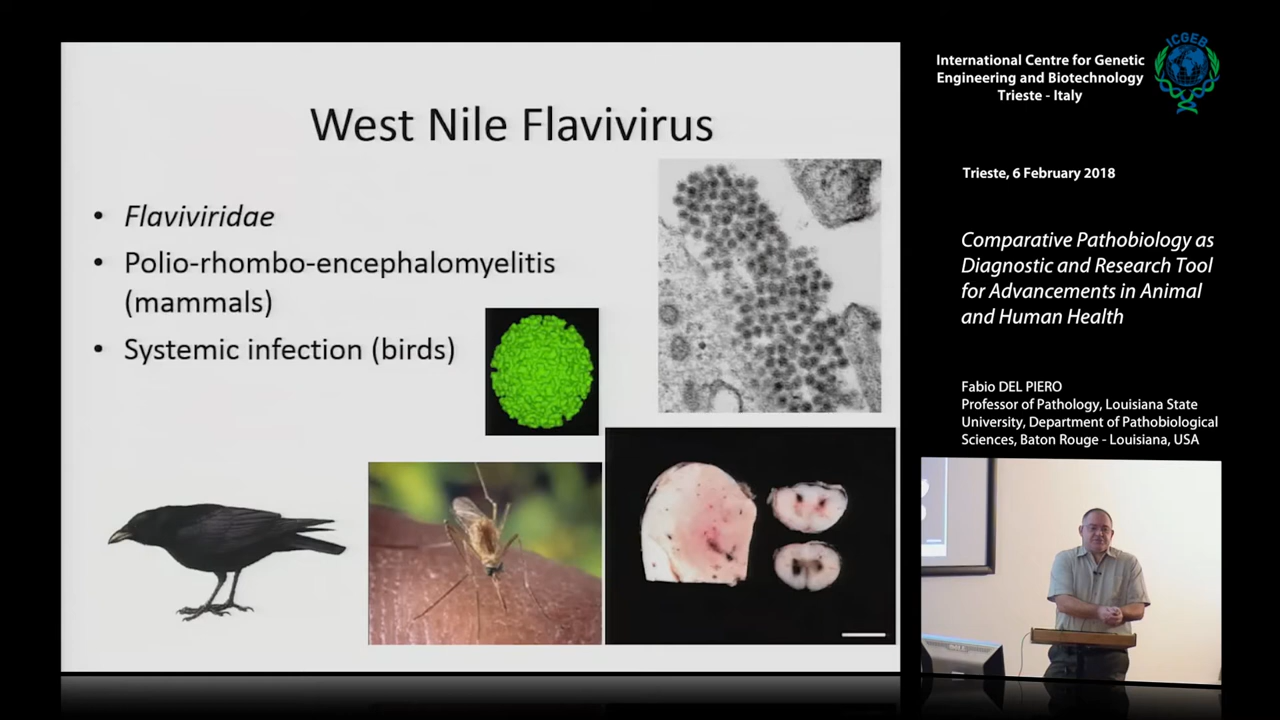 West Nile Flavivirus
• Flaviviridae
• Polio-rhombo-encephalomyelitis
(mammals)
• Systemic infection (birds)
ICGEB
International Centre for Genetic
Engineering and Biotechnology
Trieste - Italy
Trieste, 6 February 2018
Comparative Pathobiology as
Diagnostic and Research Tool
for Advancements in Animal
and Human Health
Fabio DEL PIERO
Professor of Pathology, Louisiana State
University, Department of Pathobiological
Sciences, Baton Rouge - Louisiana, USA